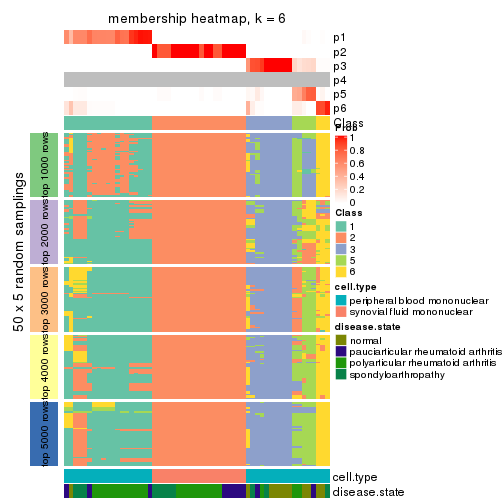 membership heatmap, k = 6
p1
p2
p3
p4
p5
p6
Class
Prob
1
0.8
0.6
0.4
0.2
0
Class
1
2
3
5
6
cell.type
peripheral blood mononuclear
synovial fluid mononuclear
disease.state
normal
pauciarticular rheumatoid arthritis
polyarticular rheumatoid arthritis
spondyloarthropathy
50 x 5 random samplings
top 1000 rows
top 2000 rows
top 3000 rows
top 4000 rows
top 5000 rows
cell.type
disease.state